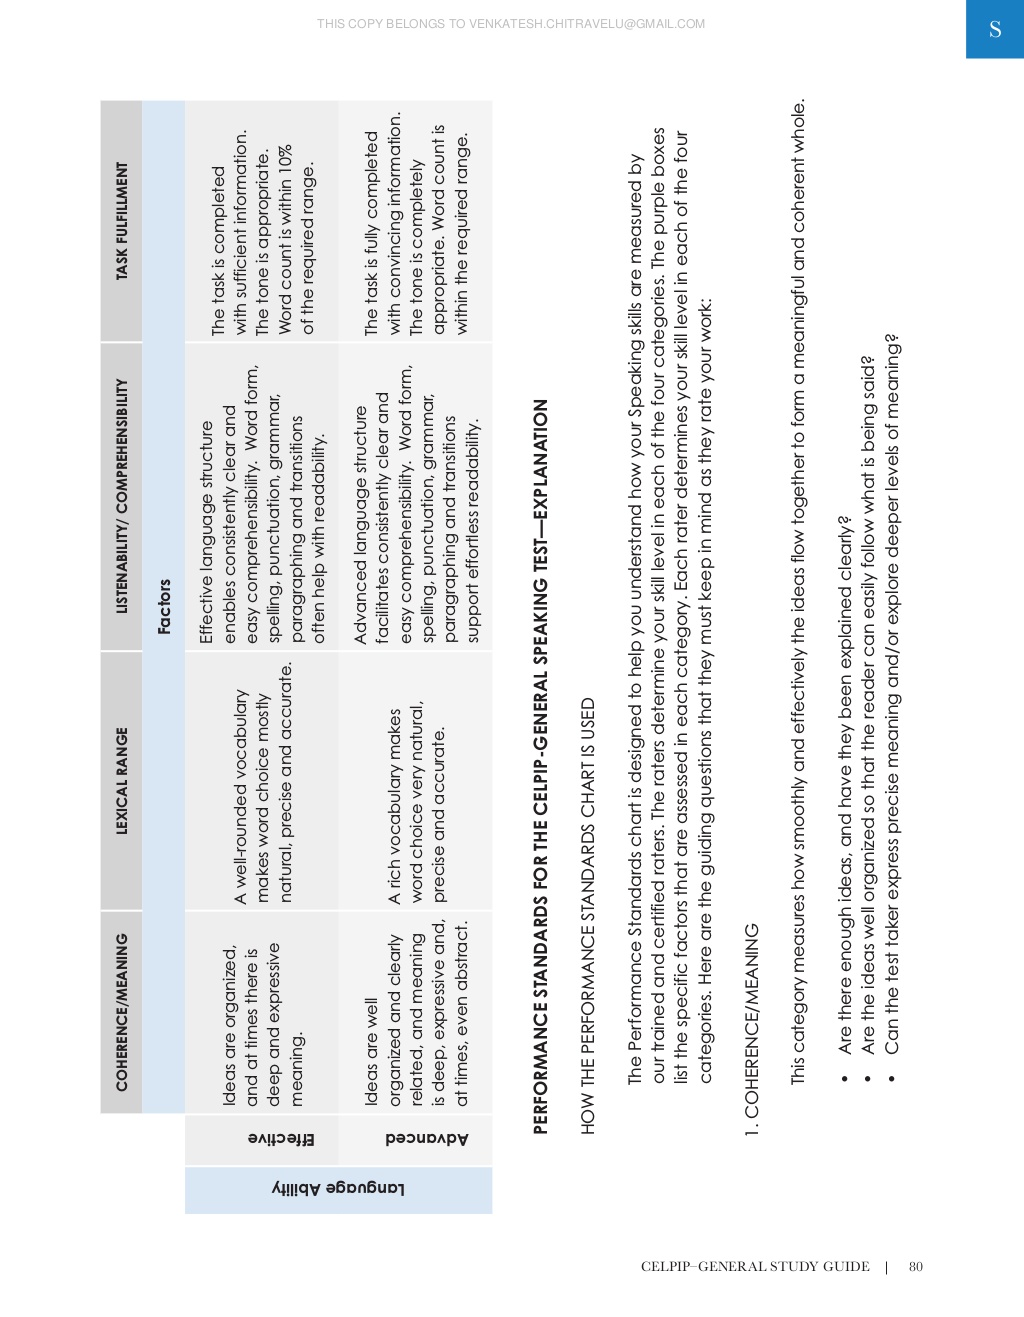 THIS COPY BELONGS TO VENKATESH.CHITRAVELU@GMAIL.COM
S
COHERENCE/MEANING
LEXICAL RANGE
LISTENABILITY/ COMPREHENSIBILITY
TASK FULFILLMENT
Factors
Language Ability
Effective
Ideas are organized,
and at times there is
deep and expressive
meaning.
A well-rounded vocabulary
makes word choice mostly
natural, precise and accurate.
Effective language structure
enables consistently clear and
easy comprehensibility. Word form,
spelling, punctuation, grammar,
paragraphing and transitions
often help with readability.
The task is completed
with sufficient information.
The tone is appropriate.
Word count is within 10%
of the required range.
Advanced
Ideas are well
organized and clearly
related, and meaning
is deep, expressive and,
at times, even abstract.
A rich vocabulary makes
word choice very natural,
precise and accurate.
Advanced language structure
facilitates consistently clear and
easy comprehensibility. Word form,
spelling, punctuation, grammar,
paragraphing and transitions
support effortless readability.
The task is fully completed
with convincing information.
The tone is completely
appropriate. Word count is
within the required range.
PERFORMANCE STANDARDS FOR THE CELPIP-GENERAL SPEAKING TEST—EXPLANATION
HOW THE PERFORMANCE STANDARDS CHART IS USED
The Performance Standards chart is designed to help you understand how your Speaking skills are measured by
our trained and certified raters. The raters determine your skill level in each of the four categories. The purple boxes
list the specific factors that are assessed in each category. Each rater determines your skill level in each of the four
categories. Here are the guiding questions that they must keep in mind as they rate your work:
1. COHERENCE/MEANING
This category measures how smoothly and effectively the ideas flow together to form a meaningful and coherent whole.
• Are there enough ideas, and have they been explained clearly?
• Are the ideas well organized so that the reader can easily follow what is being said?
• Can the test taker express precise meaning and/or explore deeper levels of meaning?
CELPIP–GENERAL STUDY GUIDE | 80